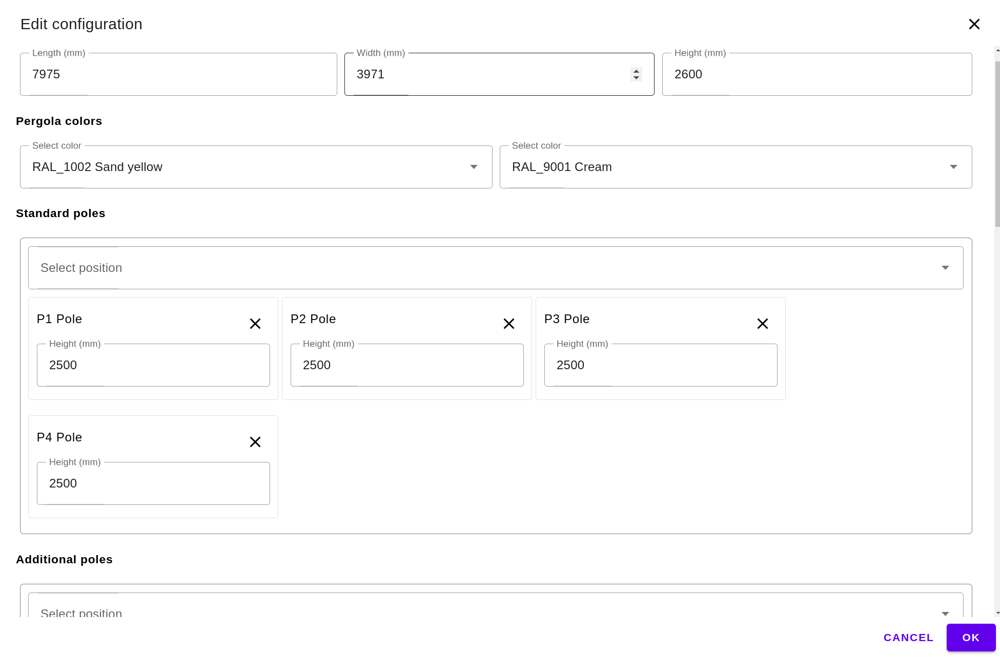 Edit configuration
Length (mm) Width (mm) Height (mm)
7975 3971 2600
Pergola colors
Select color Select color
RAL_1002 Sand yellow RAL_9001 Cream
Standard poles
Select position
P1 Pole P2 Pole P3 Pole
Height (mm) Height (mm) Height (mm)
2500 2500 2500
P4 Pole
Height (mm)
2500
Additional poles
Select position
CANCEL OK